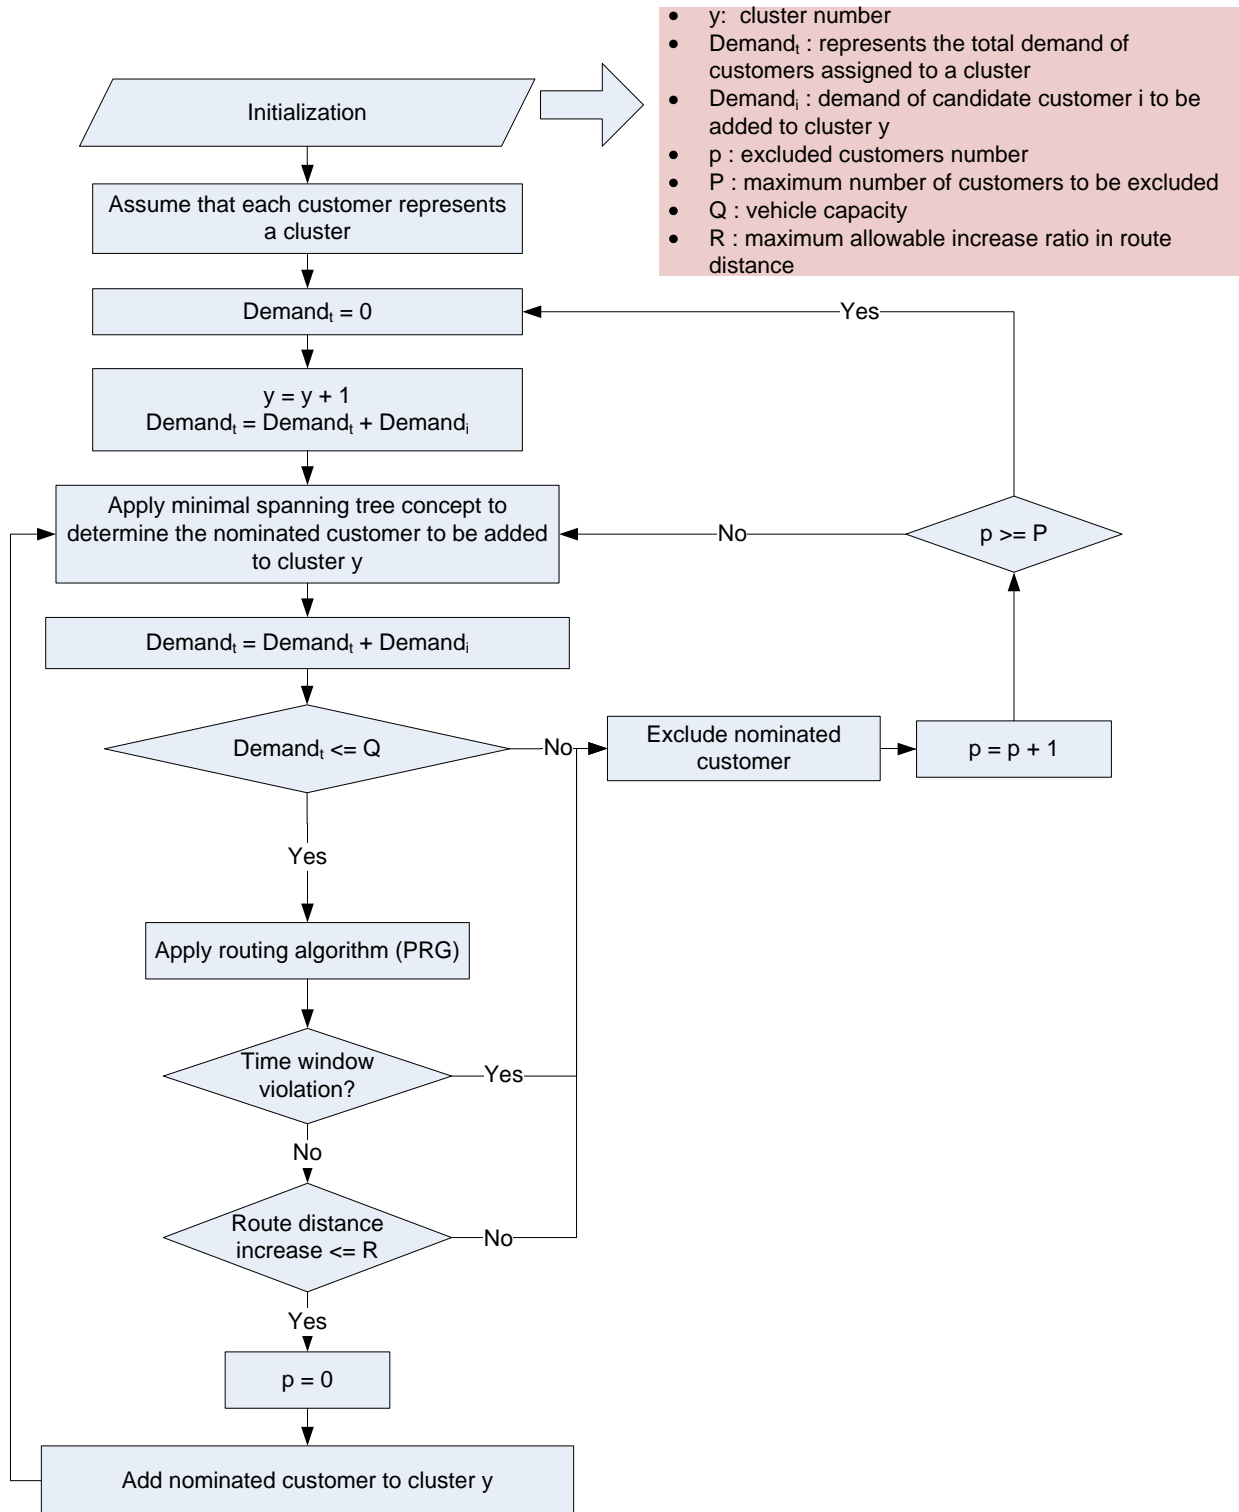 • y: cluster number
• Demandₜ : represents the total demand of
customers assigned to a cluster
• Demandᵢ : demand of candidate customer i to be
added to cluster y
• p : excluded customers number
• P : maximum number of customers to be excluded
• Q : vehicle capacity
• R : maximum allowable increase ratio in route
distance
Initialization
Assume that each customer represents
a cluster
Demandₜ = 0
Yes
y = y + 1
Demandₜ = Demandₜ + Demandᵢ
Apply minimal spanning tree concept to
determine the nominated customer to be added
to cluster y
No
p >= P
Demandₜ = Demandₜ + Demandᵢ
Demandₜ <= Q
No
Exclude nominated
customer
p = p + 1
Yes
Apply routing algorithm (PRG)
Time window
violation?
Yes
No
Route distance
increase <= R
No
Yes
p = 0
Add nominated customer to cluster y